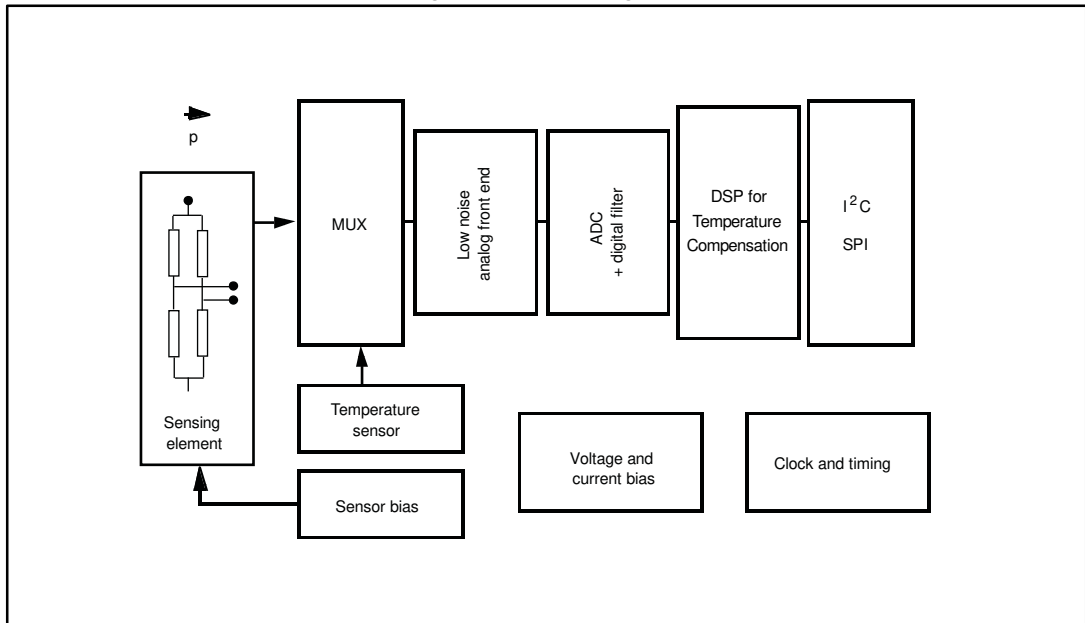 p
MUX
Low noise
analog front end
ADC
+ digital filter
DSP for
Temperature
Compensation
I²C
SPI
Sensing
element
Temperature
sensor
Sensor bias
Voltage and
current bias
Clock and timing